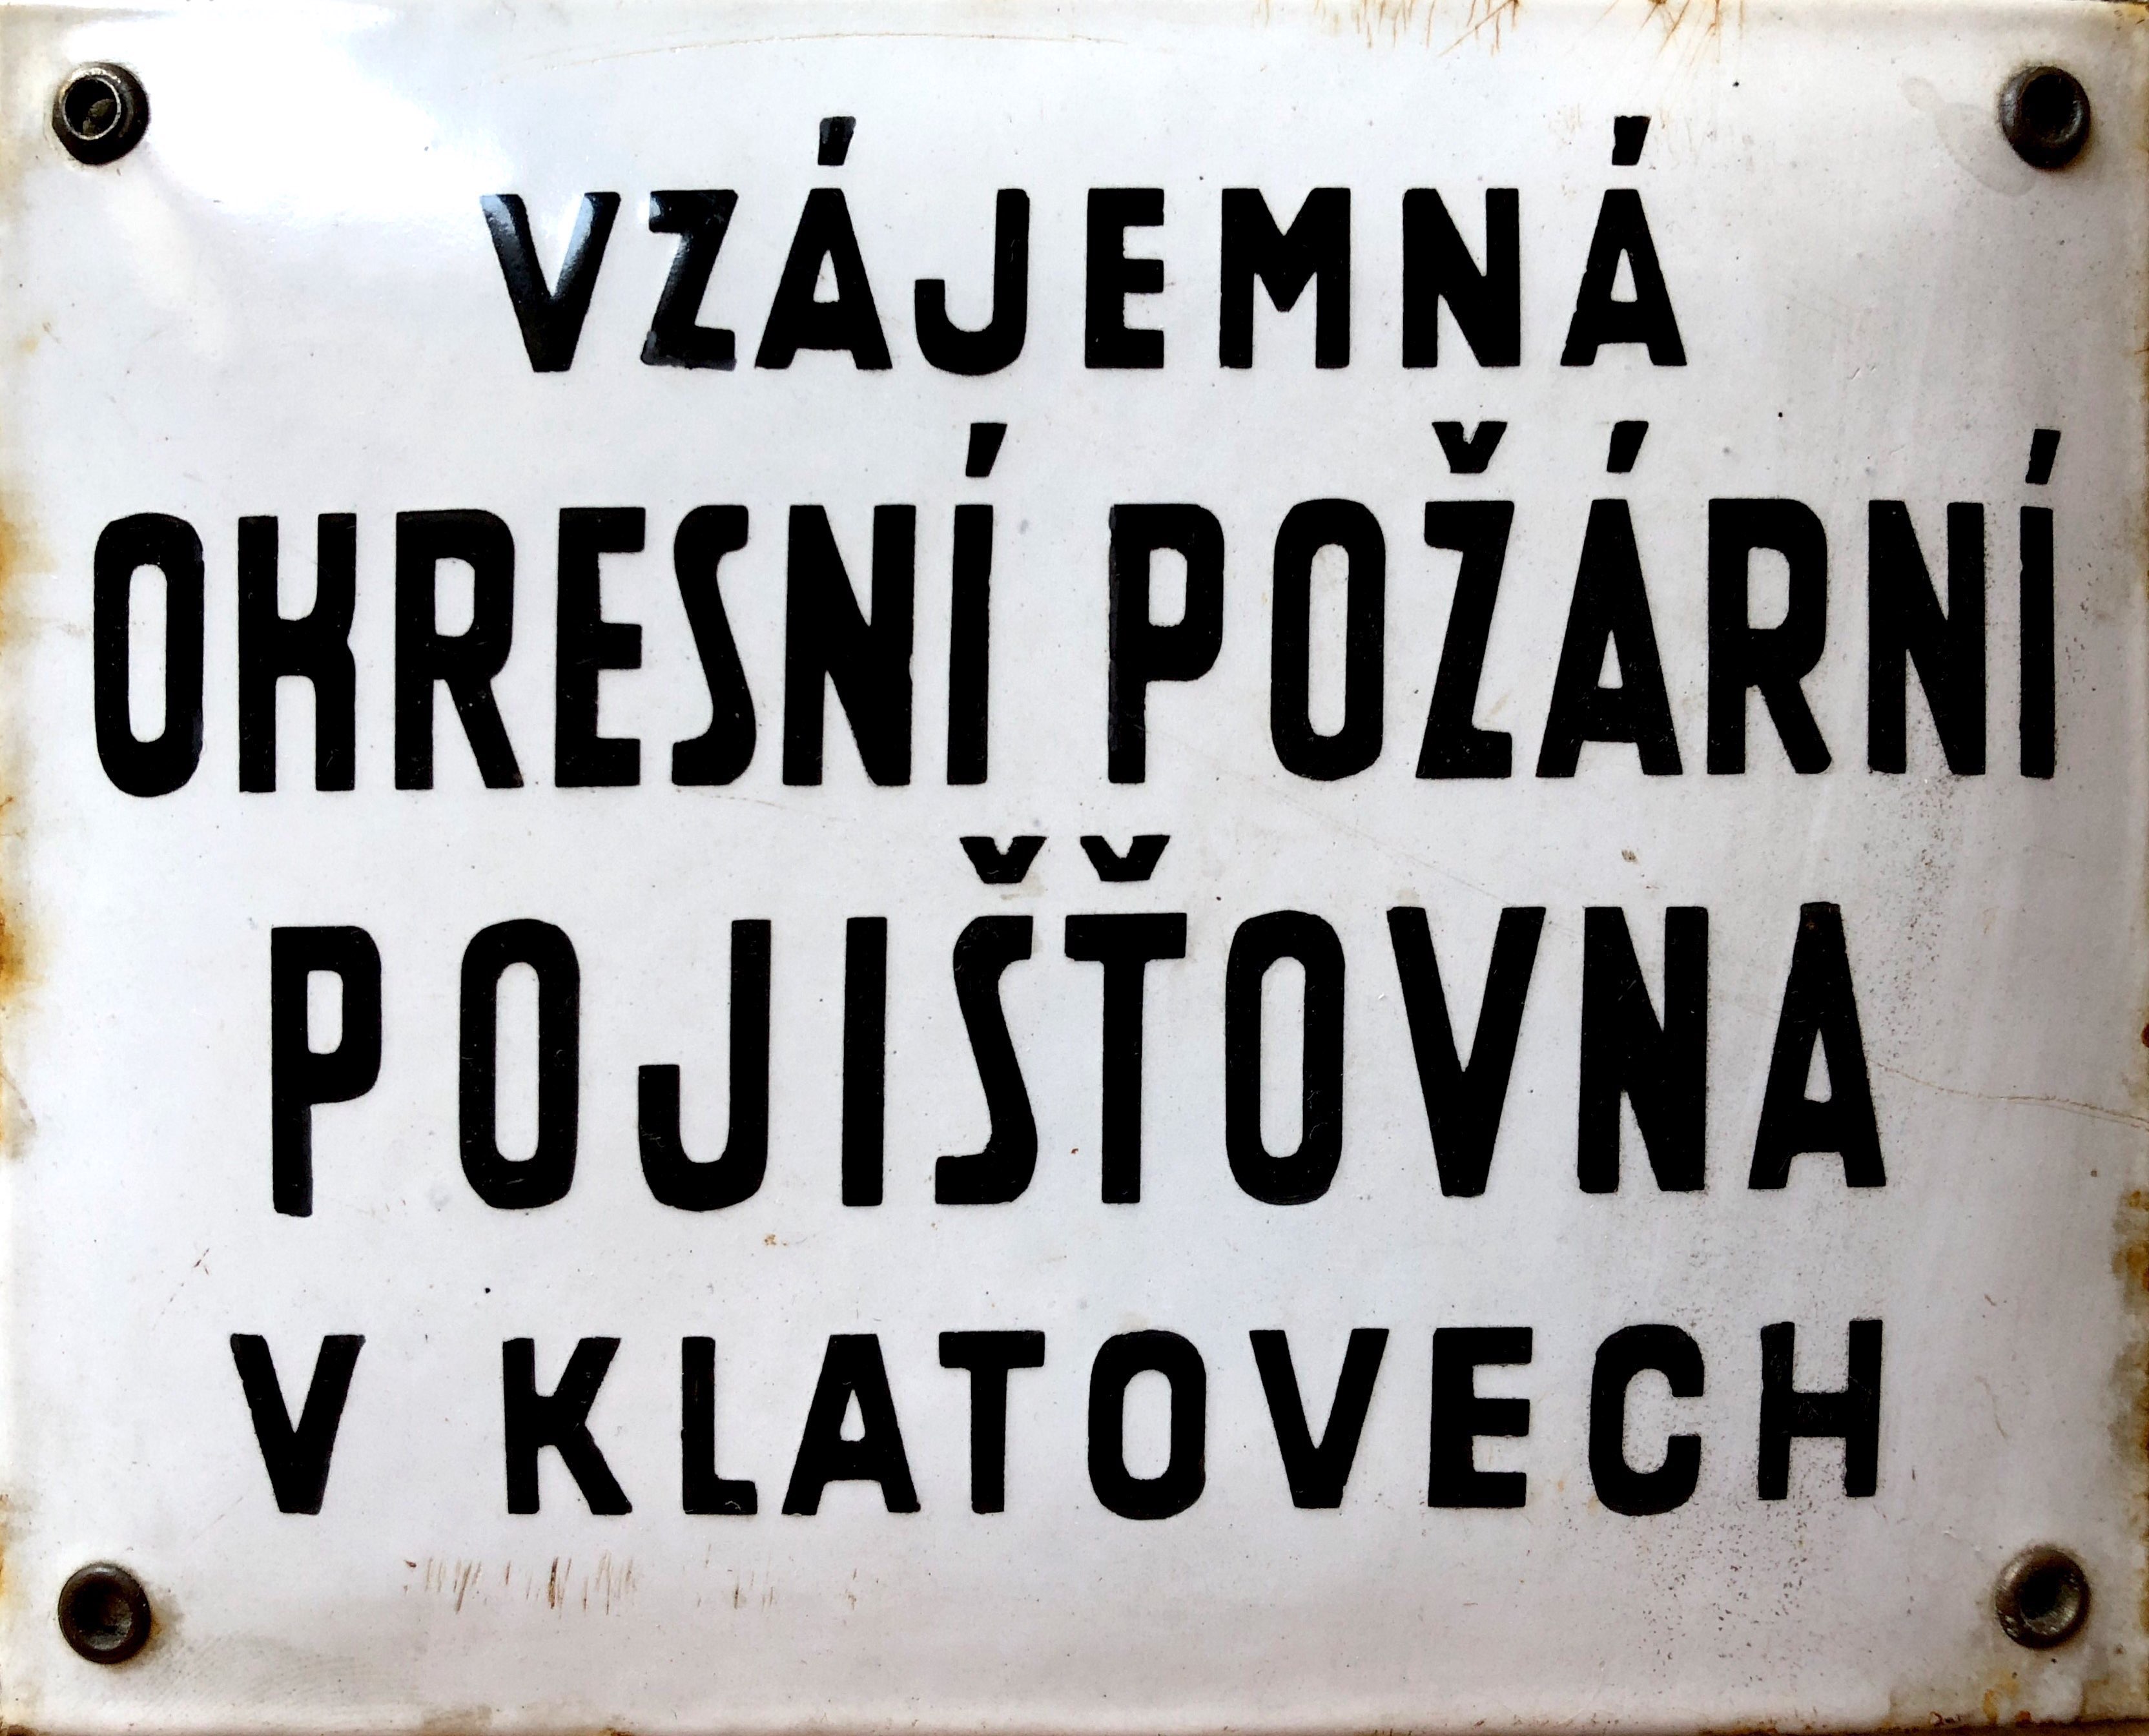 VZÁJEMNÁ
OKRESNÍ POŽÁRNÍ
POJIŠŤOVNA
V KLATOVECH